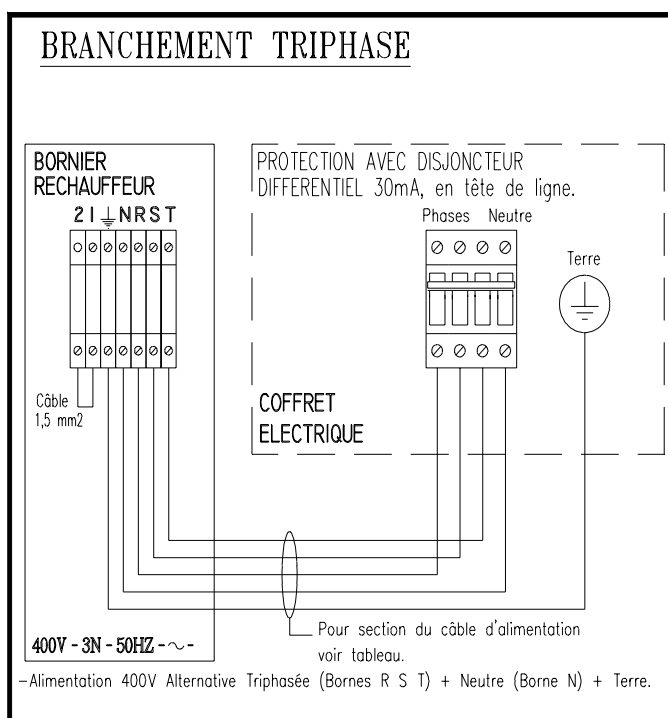 BRANCHEMENT TRIPHASE
BORNIER
RECHAUFFEUR
2 I ⏚ N R S T
Câble
1,5 mm2
400V - 3N - 50HZ - ~ -
PROTECTION AVEC DISJONCTEUR
DIFFERENTIEL 30mA, en tête de ligne.
Phases Neutre
Terre
COFFRET
ELECTRIQUE
Pour section du câble d'alimentation
voir tableau.
-Alimentation 400V Alternative Triphasée (Bornes R S T) + Neutre (Borne N) + Terre.